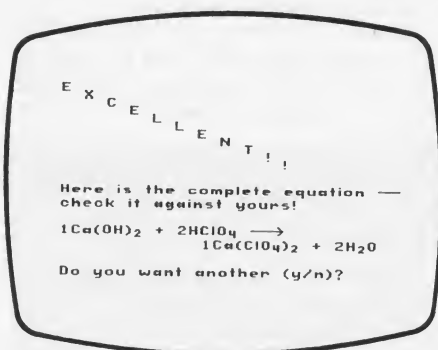 EXCELLENT!!
Here is the complete equation —
check it against yours!
1Ca(OH)₂ + 2HClO₄ ⟶
1Ca(ClO₄)₂ + 2H₂O
Do you want another (y/n)?